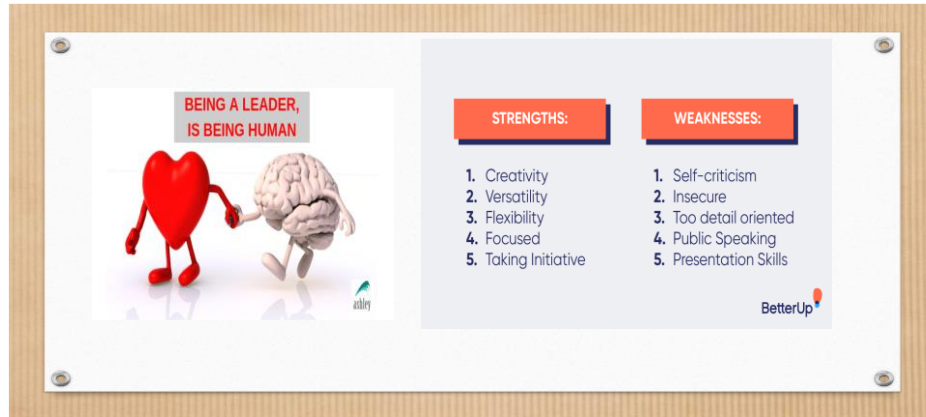 BEING A LEADER,
IS BEING HUMAN
ashley
STRENGTHS:
1. Creativity
2. Versatility
3. Flexibility
4. Focused
5. Taking Initiative
WEAKNESSES:
1. Self-criticism
2. Insecure
3. Too detail oriented
4. Public Speaking
5. Presentation Skills
BetterUp